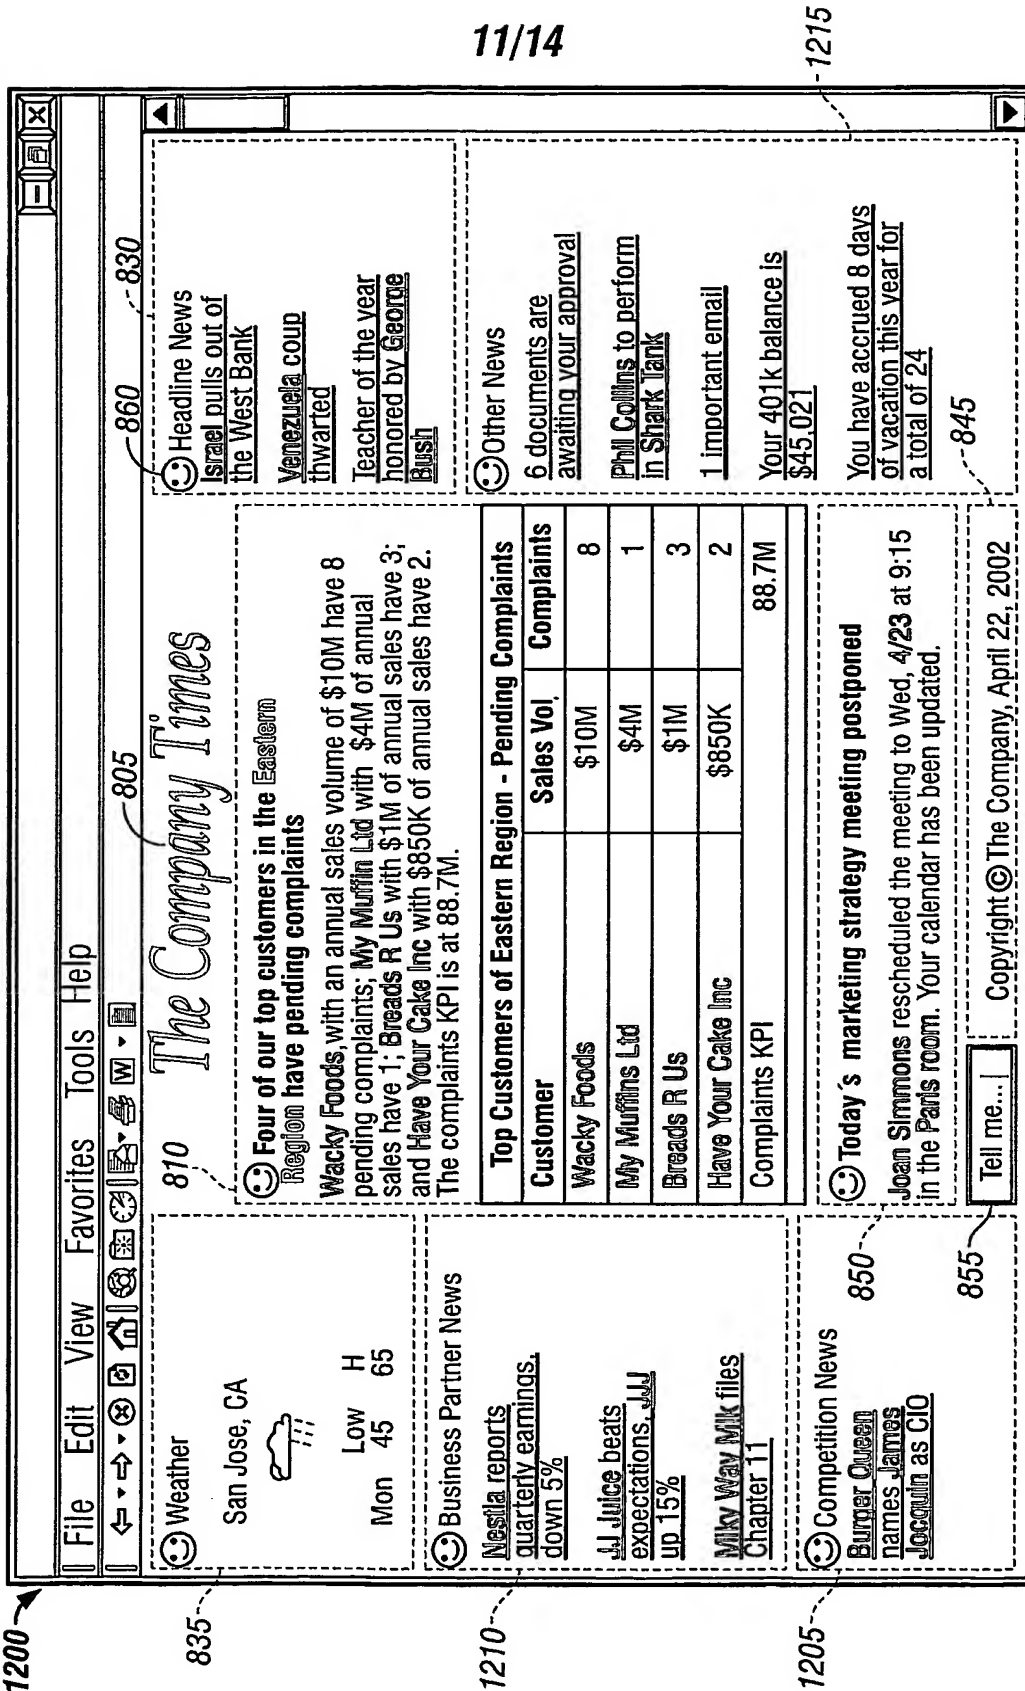 11/14
1200
File Edit View Favorites Tools Help
W
835
Weather
San Jose, CA
Low H
Mon 45 65
1210
Business Partner News
Nestla reports
quarterly earnings,
down 5%
JJ Juice beats
expectations, JJJ
up 15%
Milky Way Milk files
Chapter 11
1205
Competition News
Burger Queen
names James
Jocquin as CIO
805
The Company Times
810
Four of our top customers in the Eastern
Region have pending complaints
Wacky Foods, with an annual sales volume of $10M have 8
pending complaints; My Muffin Ltd with $4M of annual
sales have 1; Breads R Us with $1M of annual sales have 3;
and Have Your Cake Inc with $850K of annual sales have 2.
The complaints KPI is at 88.7M.
Top Customers of Eastern Region - Pending Complaints
Customer Sales Vol. Complaints
Wacky Foods $10M 8
My Muffins Ltd $4M 1
Breads R Us $1M 3
Have Your Cake Inc $850K 2
Complaints KPI 88.7M
850
Today's marketing strategy meeting postponed
Joan Simmons rescheduled the meeting to Wed, 4/23 at 9:15
in the Paris room. Your calendar has been updated.
855
Tell me...
845
Copyright © The Company, April 22, 2002
860
830
Headline News
Israel pulls out of
the West Bank
Venezuela coup
thwarted
Teacher of the year
honored by George
Bush
1215
Other News
6 documents are
awaiting your approval
Phil Collins to perform
in Shark Tank
1 important email
Your 401k balance is
$45,021
You have accrued 8 days
of vacation this year for
a total of 24